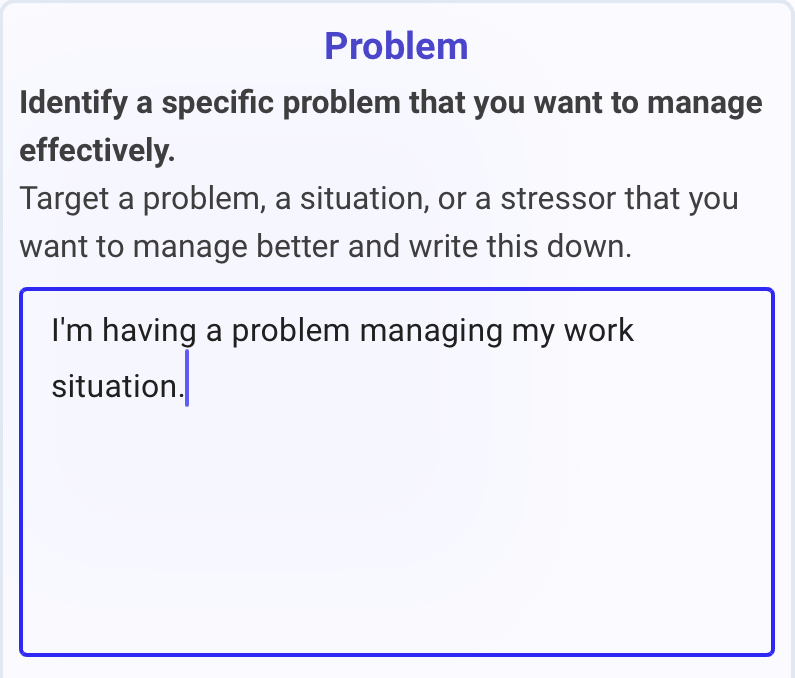 Problem
Identify a specific problem that you want to manage
effectively.
Target a problem, a situation, or a stressor that you
want to manage better and write this down.
I'm having a problem managing my work
situation.